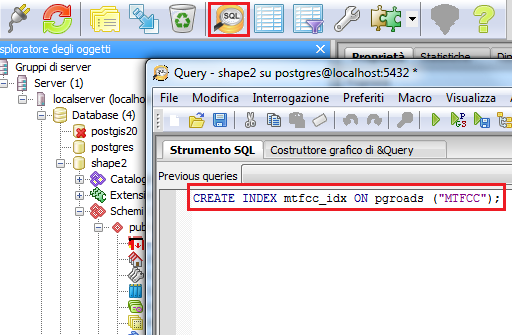 SQL
sploratore degli oggetti
Proprietà Statistiche
Gruppi di server
Server (1)
localserver (localho
Database (4)
postgis20
postgres
shape2
Catalog
Extensi
Schemi
pub
Query - shape2 su postgres@localhost:5432 *
File Modifica Interrogazione Preferiti Macro Visualizza
Strumento SQL Costruttore grafico di &Query
Previous queries
CREATE INDEX mtfcc_idx ON pgroads ("MTFCC");